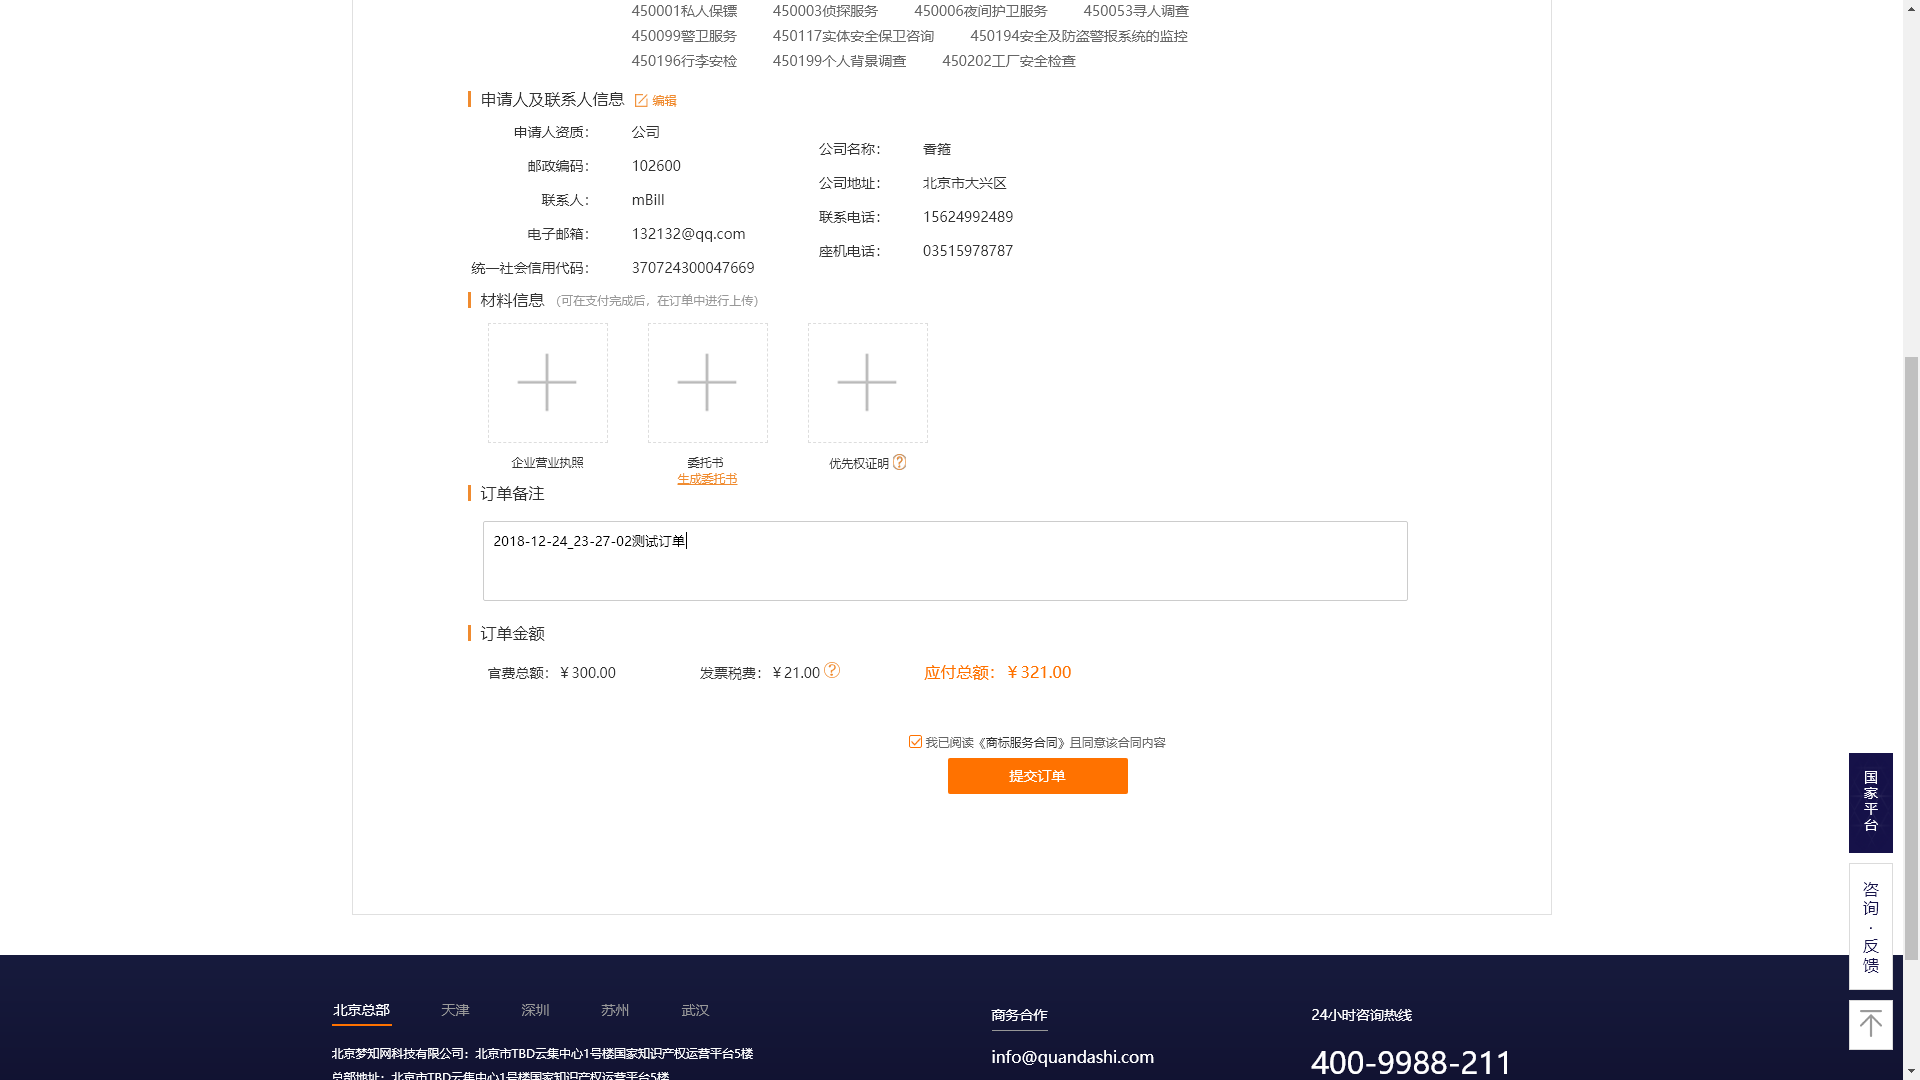 450001私人保镖 450003侦探服务 450006夜间护卫服务 450053寻人调查
450099警卫服务 450117实体安全保卫咨询 450194安全及防盗警报系统的监控
450196行李安检 450199个人背景调查 450202工厂安全检查
申请人及联系人信息 编辑
申请人资质： 公司
公司名称： 香箍
邮政编码： 102600
公司地址： 北京市大兴区
联系人： mBill
联系电话： 15624992489
电子邮箱： 132132@qq.com
座机电话： 03515978787
统一社会信用代码： 370724300047669
材料信息 （可在支付完成后，在订单中进行上传）
企业营业执照 委托书 优先权证明
生成委托书
订单备注
2018-12-24_23-27-02测试订单
订单金额
官费总额：￥300.00 发票税费：￥21.00 应付总额：￥321.00
我已阅读《商标服务合同》且同意该合同内容
提交订单
国家平台
咨询·反馈
北京总部 天津 深圳 苏州 武汉
商务合作
24小时咨询热线
北京梦知网科技有限公司：北京市TBD云集中心1号楼国家知识产权运营平台5楼
info@quandashi.com
400-9988-211
总部地址：北京市TBD云集中心1号楼国家知识产权运营平台5楼